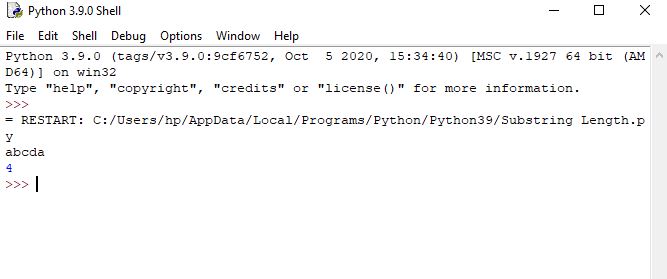 Python 3.9.0 Shell
File Edit Shell Debug Options Window Help
Python 3.9.0 (tags/v3.9.0:9cf6752, Oct  5 2020, 15:34:40) [MSC v.1927 64 bit (AM
D64)] on win32
Type "help", "copyright", "credits" or "license()" for more information.
>>>
= RESTART: C:/Users/hp/AppData/Local/Programs/Python/Python39/Substring Length.p
y
abcda
4
>>>